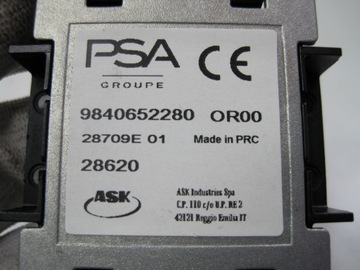 PSA CE
GROUPE
9840652280 OR00
28709E 01 Made in PRC
28620
ASK
ASK Industries Spa
C.P. 110 c/o U.P. RE 2
42121 Reggio Emilia IT